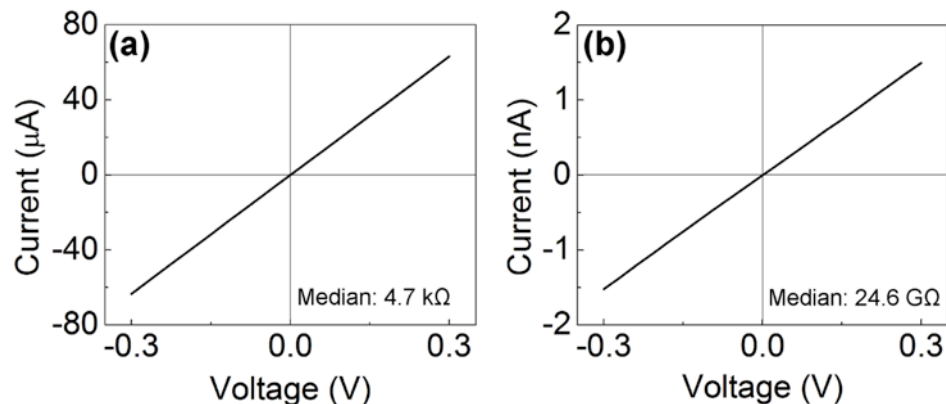 (a)
Current (μA)
80
40
0
-40
-80
-0.3
0.0
0.3
Voltage (V)
Median: 4.7 kΩ
(b)
Current (nA)
2
1
0
-1
-2
-0.3
0.0
0.3
Voltage (V)
Median: 24.6 GΩ